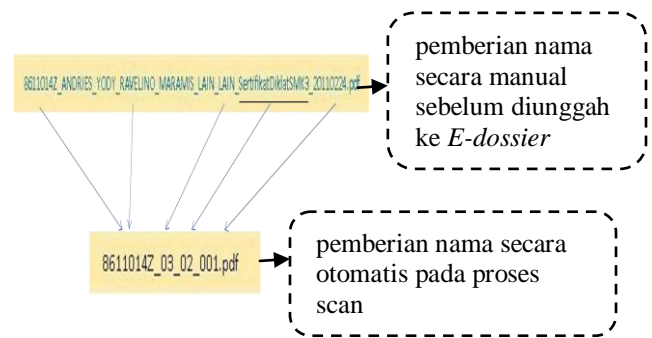 8611014Z_ANDRIES_YODY_RAVELINO_MARAMIS_LAIN_LAIN_SertifikatDiklatSMK3_20110224.pdf
pemberian nama
secara manual
sebelum diunggah
ke E-dossier
8611014Z_03_02_001.pdf
pemberian nama secara
otomatis pada proses
scan